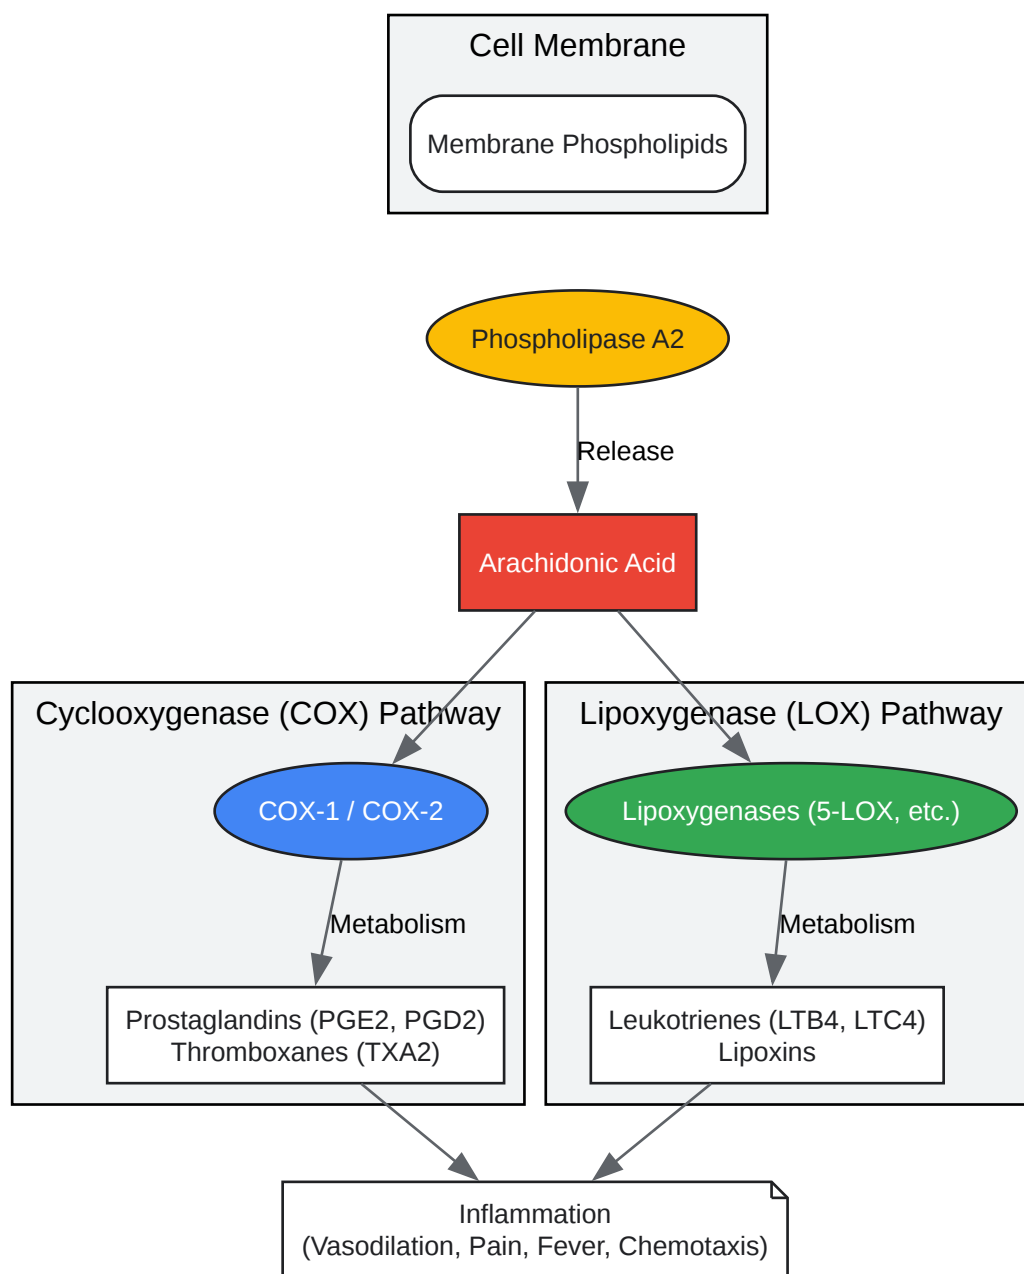 Cell Membrane
Membrane Phospholipids
Phospholipase A2
Release
Arachidonic Acid
Cyclooxygenase (COX) Pathway
Lipoxygenase (LOX) Pathway
COX-1 / COX-2
Lipoxygenases (5-LOX, etc.)
Metabolism
Metabolism
Prostaglandins (PGE2, PGD2)
Thromboxanes (TXA2)
Leukotrienes (LTB4, LTC4)
Lipoxins
Inflammation
(Vasodilation, Pain, Fever, Chemotaxis)